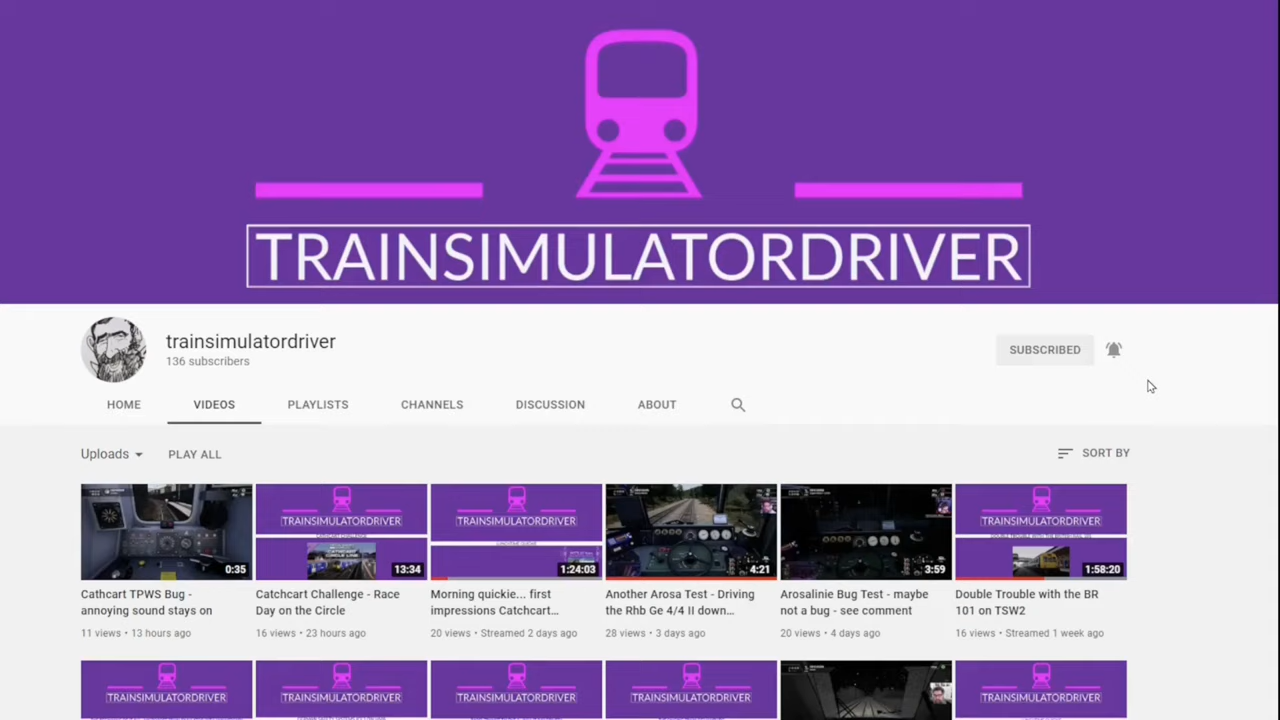 TRAINSIMULATORDRIVER
trainsimulatordriver
136 subscribers
SUBSCRIBED
HOME
VIDEOS
PLAYLISTS
CHANNELS
DISCUSSION
ABOUT
Uploads
PLAY ALL
SORT BY
TRAINSIMULATORDRIVER
TRAINSIMULATORDRIVER
TRAINSIMULATORDRIVER
0:35
13:34
1:24:03
4:21
3:59
1:58:20
Cathcart TPWS Bug -
annoying sound stays on
11 views • 13 hours ago
Catchcart Challenge - Race
Day on the Circle
16 views • 23 hours ago
Morning quickie... first
impressions Catchcart...
20 views • Streamed 2 days ago
Another Arosa Test - Driving
the Rhb Ge 4/4 II down...
28 views • 3 days ago
Arosalinie Bug Test - maybe
not a bug - see comment
20 views • 4 days ago
Double Trouble with the BR
101 on TSW2
16 views • Streamed 1 week ago
TRAINSIMULATORDRIVER
TRAINSIMULATORDRIVER
TRAINSIMULATORDRIVER
TRAINSIMULATORDRIVER
TRAINSIMULATORDRIVER